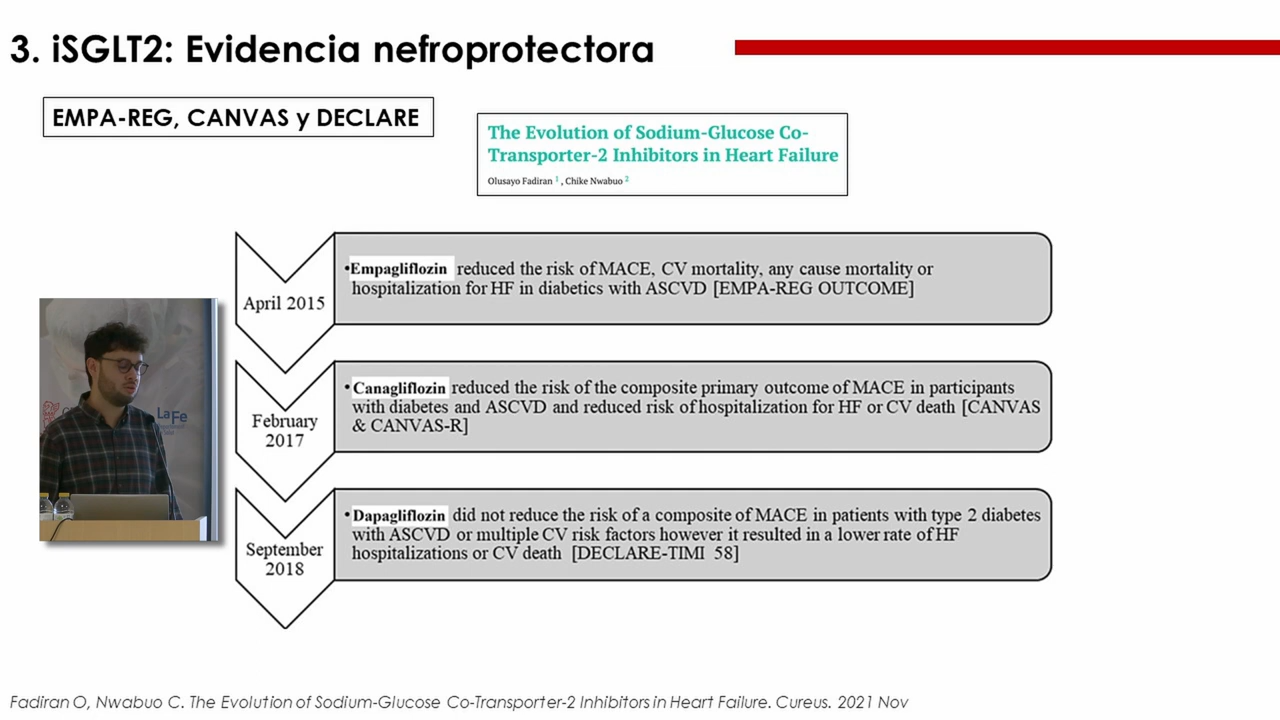 3. iSGLT2: Evidencia nefroprotectora
EMPA-REG, CANVAS y DECLARE
The Evolution of Sodium-Glucose Co-
Transporter-2 Inhibitors in Heart Failure
Olusayo Fadiran 1 , Chike Nwabuo 2
April 2015
•Empagliflozin reduced the risk of MACE, CV mortality, any cause mortality or
hospitalization for HF in diabetics with ASCVD [EMPA-REG OUTCOME]
February
2017
•Canagliflozin reduced the risk of the composite primary outcome of MACE in participants
with diabetes and ASCVD and reduced risk of hospitalization for HF or CV death [CANVAS
& CANVAS-R]
September
2018
•Dapagliflozin did not reduce the risk of a composite of MACE in patients with type 2 diabetes
with ASCVD or multiple CV risk factors however it resulted in a lower rate of HF
hospitalizations or CV death [DECLARE-TIMI 58]
LaFe
Fadiran O, Nwabuo C. The Evolution of Sodium-Glucose Co-Transporter-2 Inhibitors in Heart Failure. Cureus. 2021 Nov